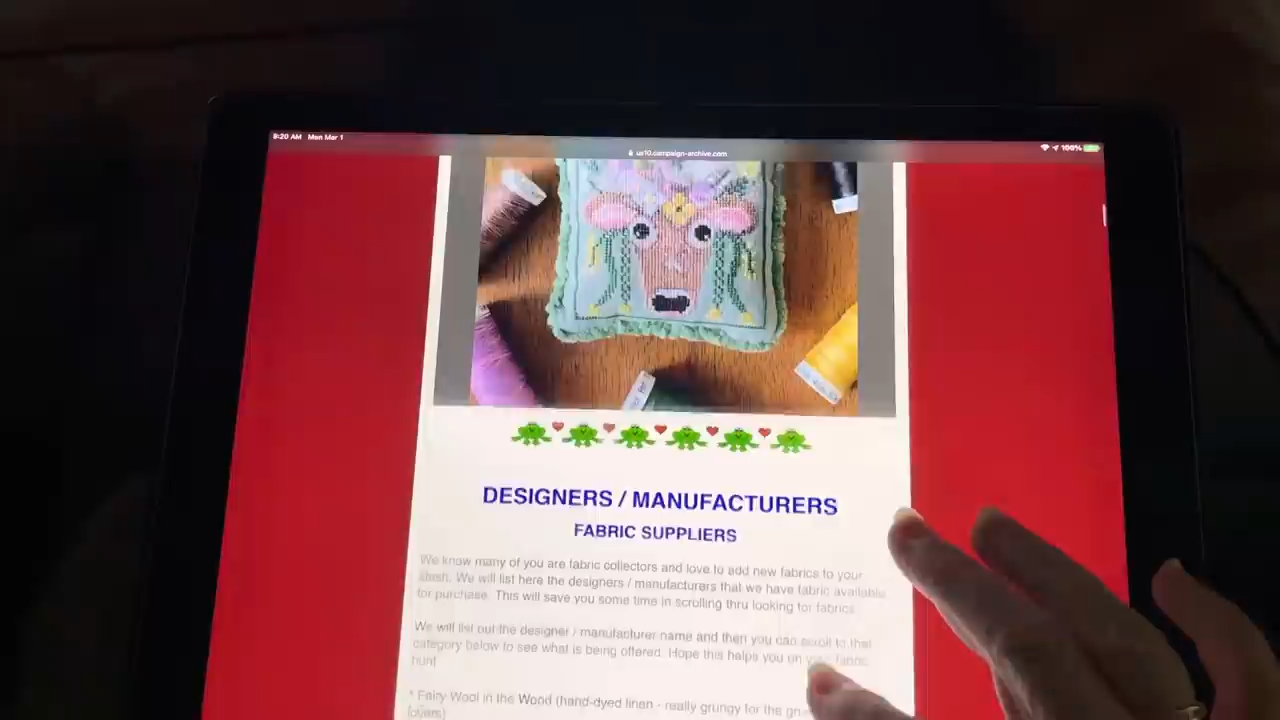 8:20 AM Mon Mar 1
us10.campaign-archive.com
100%
DESIGNERS / MANUFACTURERS
FABRIC SUPPLIERS
We know many of you are fabric collectors and love to add new fabrics to your
stash. We will list here the designers / manufacturers that we have fabric available
for purchase. This will save you some time in scrolling thru looking for fabrics.
We will list out the designer / manufacturer name and then you can scroll to that
category below to see what is being offered. Hope this helps you on your fabric
hunt
* Fairy Wool in the Wood (hand-dyed linen - really grungy for the
lovers)